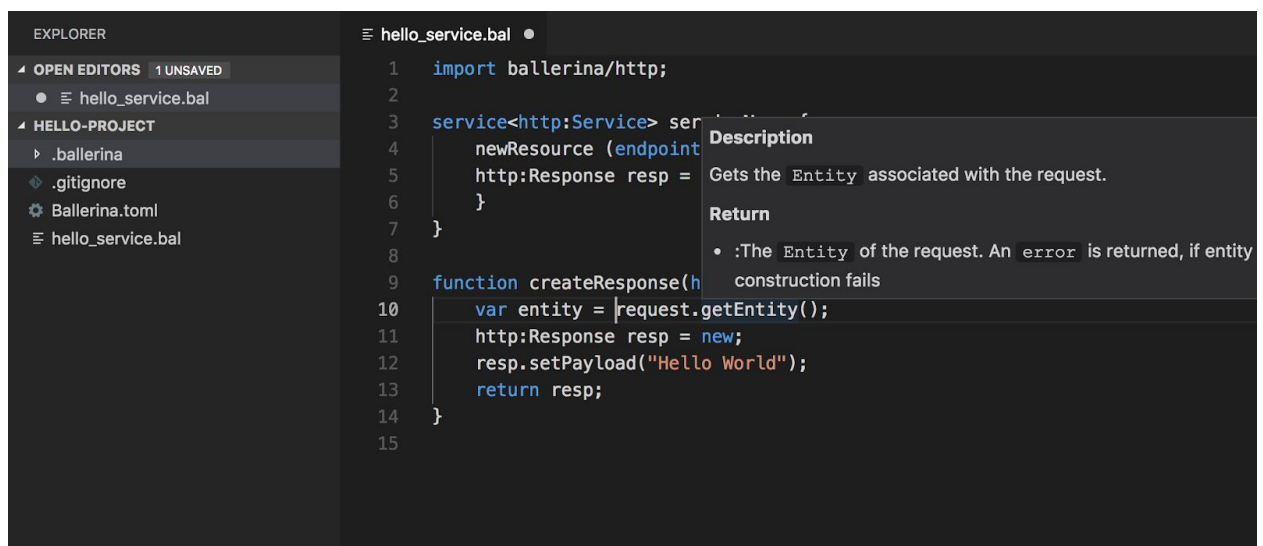 EXPLORER
OPEN EDITORS 1 UNSAVED
hello_service.bal
HELLO-PROJECT
.ballerina
.gitignore
Ballerina.toml
hello_service.bal
hello_service.bal
1 import ballerina/http;
2
3 service<http:Service> ser
4 newResource (endpoint
5 http:Response resp =
6 }
7 }
8
9 function createResponse(h
10 var entity = request.getEntity();
11 http:Response resp = new;
12 resp.setPayload("Hello World");
13 return resp;
14 }
15
Description
Gets the Entity associated with the request.
Return
• :The Entity of the request. An error is returned, if entity
construction fails